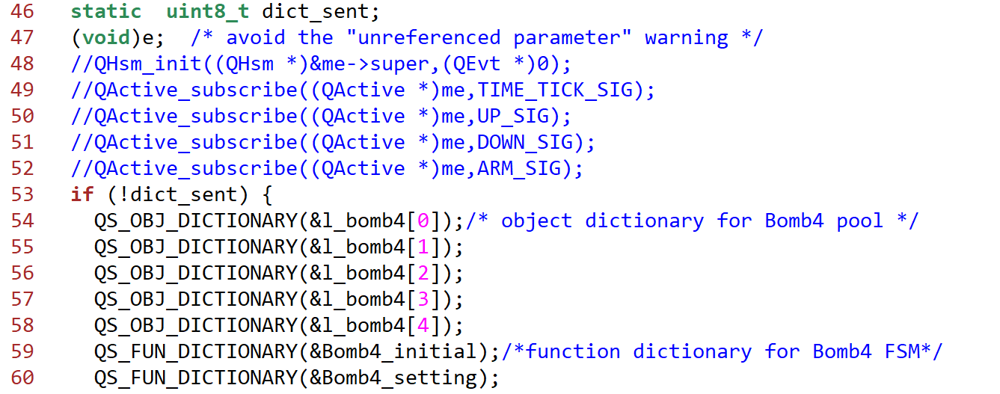 46 static uint8_t dict_sent;
47 (void)e; /* avoid the "unreferenced parameter" warning */
48 //QHsm_init((QHsm *)&me->super,(QEvt *)0);
49 //QActive_subscribe((QActive *)me,TIME_TICK_SIG);
50 //QActive_subscribe((QActive *)me,UP_SIG);
51 //QActive_subscribe((QActive *)me,DOWN_SIG);
52 //QActive_subscribe((QActive *)me,ARM_SIG);
53 if (!dict_sent) {
54 QS_OBJ_DICTIONARY(&l_bomb4[0]);/* object dictionary for Bomb4 pool */
55 QS_OBJ_DICTIONARY(&l_bomb4[1]);
56 QS_OBJ_DICTIONARY(&l_bomb4[2]);
57 QS_OBJ_DICTIONARY(&l_bomb4[3]);
58 QS_OBJ_DICTIONARY(&l_bomb4[4]);
59 QS_FUN_DICTIONARY(&Bomb4_initial);/*function dictionary for Bomb4 FSM*/
60 QS_FUN_DICTIONARY(&Bomb4_setting);